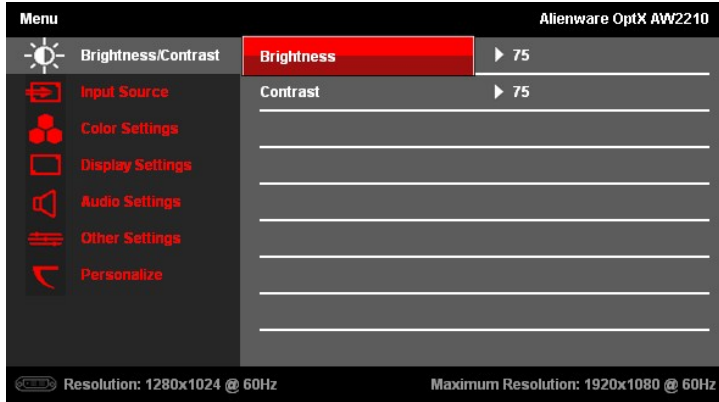 Menu Alienware OptX AW2210
Brightness/Contrast Brightness 75
Input Source Contrast 75
Color Settings
Display Settings
Audio Settings
Other Settings
Personalize
Resolution: 1280x1024 @ 60Hz Maximum Resolution: 1920x1080 @ 60Hz